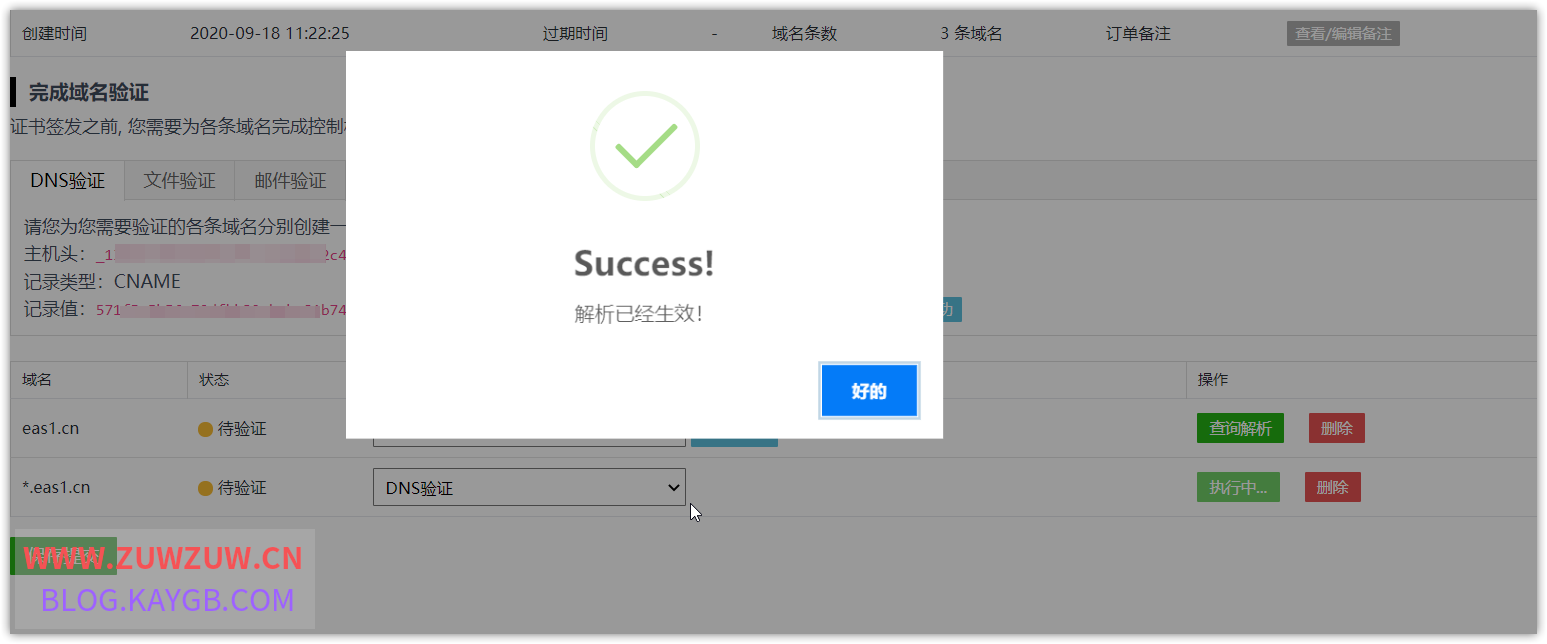 创建时间 2020-09-18 11:22:25 过期时间 - 域名条数 3 条域名 订单备注 查看/编辑备注
完成域名验证
证书签发之前, 您需要为各条域名完成控制
DNS验证 文件验证 邮件验证
请您为您需要验证的各条域名分别创建一
主机头: _1 2c4
记录类型: CNAME
记录值: 571 b74 功
Success!
解析已经生效!
好的
域名 状态 操作
eas1.cn 待验证 查询解析 删除
*.eas1.cn 待验证 DNS验证 执行中... 删除
WWW.ZUWZUW.CN
BLOG.KAYGB.COM